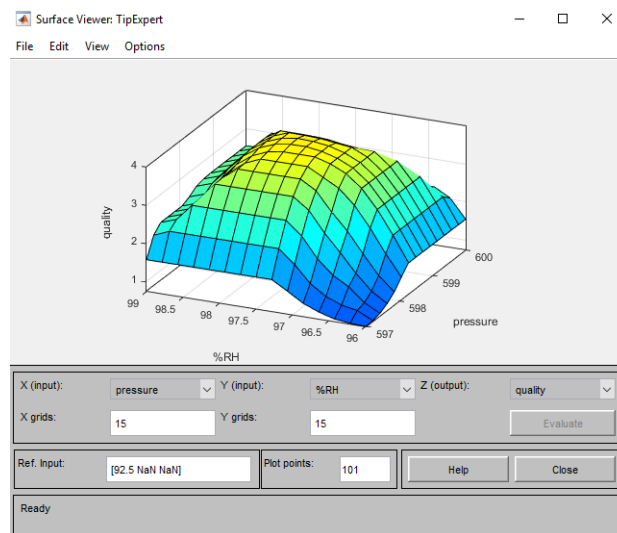 Surface Viewer: TipExpert
File Edit View Options
4
3
2
1
quality
99
98.5
98
97.5
97
96.5
96
%RH
597
598
599
600
pressure
X (input): pressure Y (input): %RH Z (output): quality
X grids: 15 Y grids: 15 Evaluate
Ref. Input: [92.5 NaN NaN] Plot points: 101 Help Close
Ready